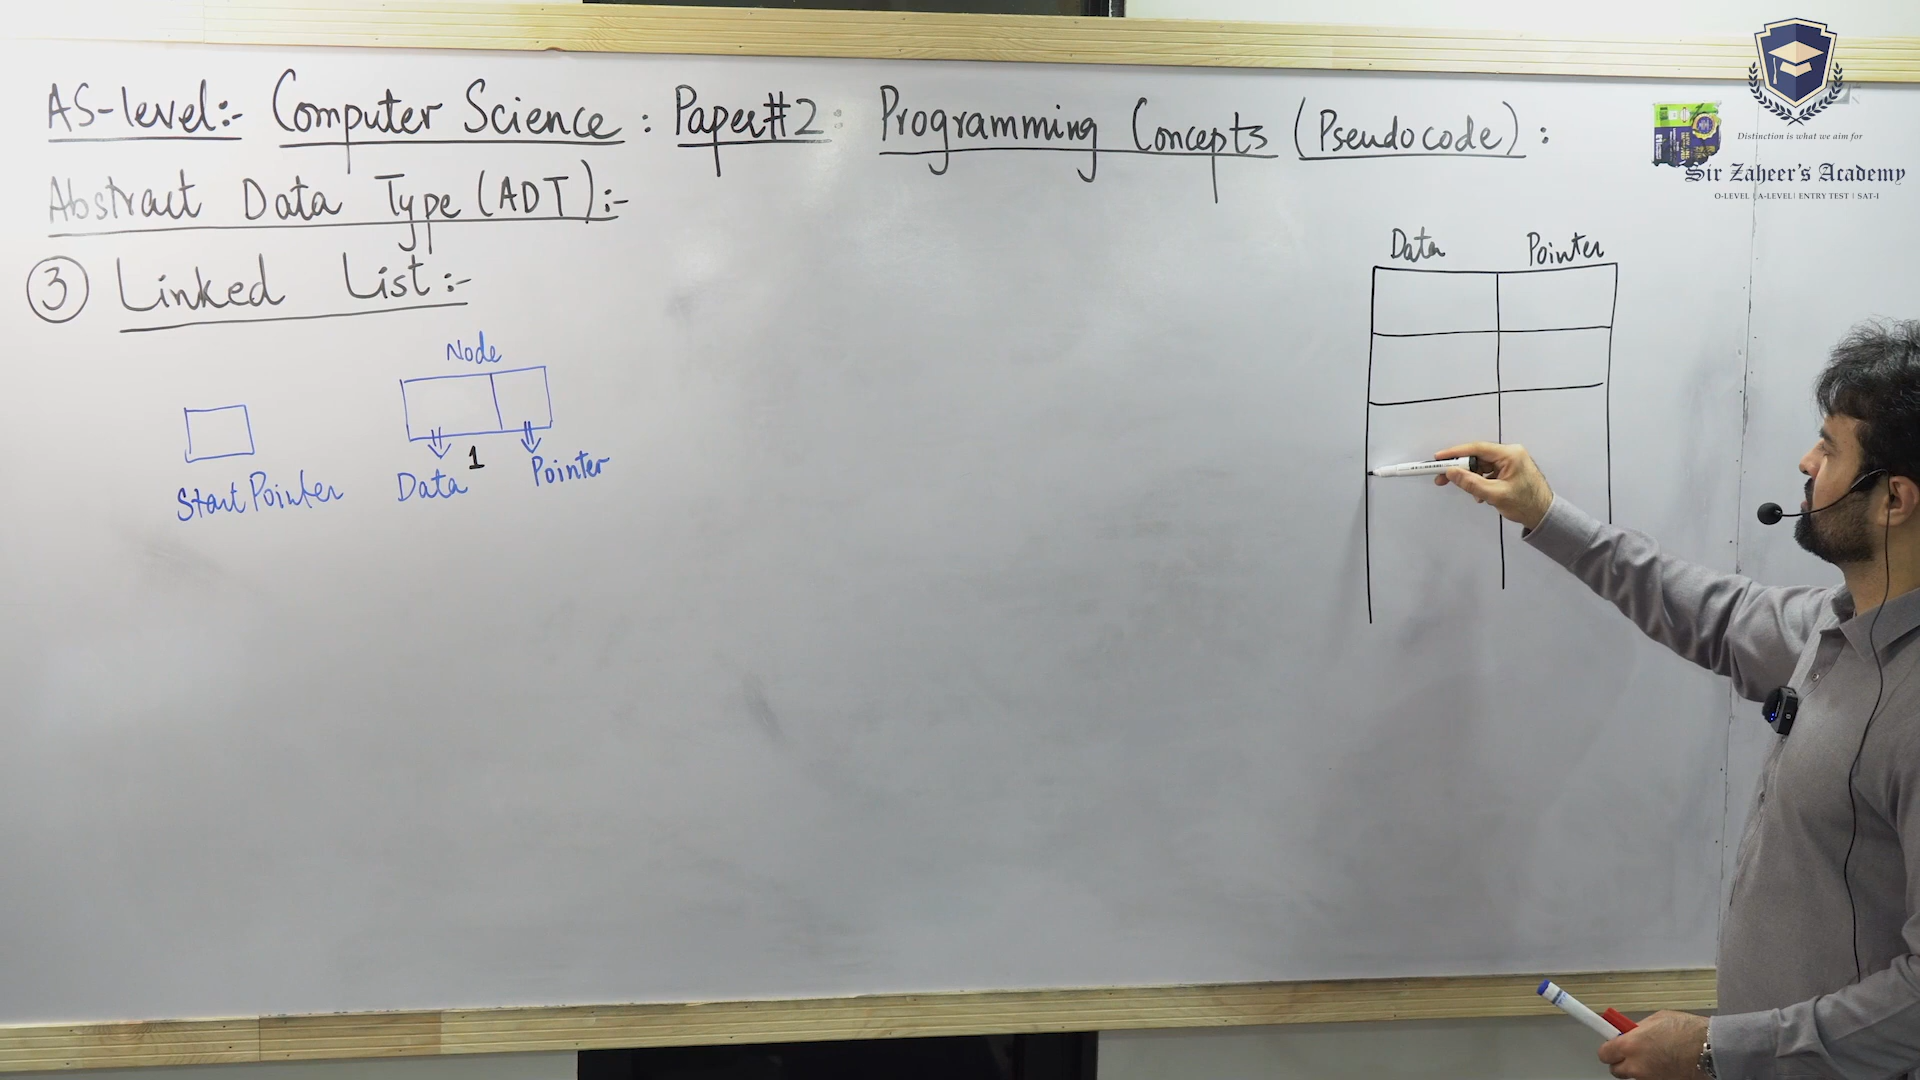 AS-level:- Computer Science : Paper#2 : Programming Concepts (Pseudocode) :
Abstract Data Type (ADT):-
3 Linked List:-
Node
Start Pointer
Data
1
Pointer
Data Pointer
Distinction is what we aim for
Sir Zaheer's Academy
O-LEVEL | A-LEVEL | ENTRY TEST | SAT-I